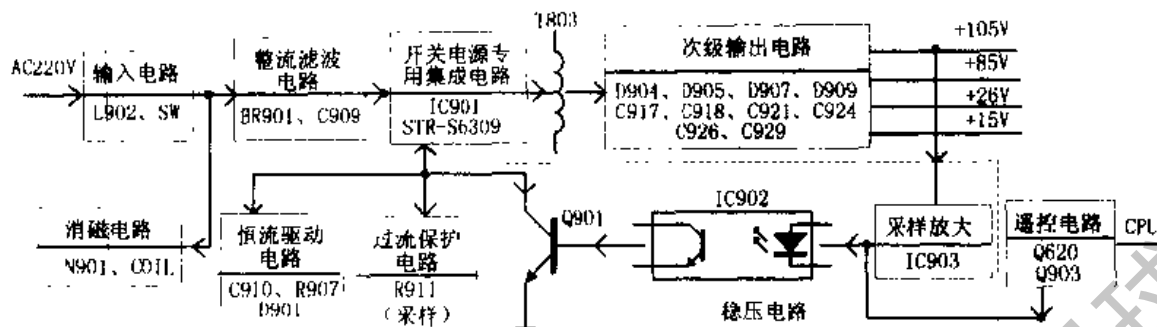 T803
+105V
AC220V
输入电路
L902、SW
整流滤波
电路
BR901、C909
开关电源专
用集成电路
IC901
STR-S6309
次级输出电路
D904、D905、D907、D909
C917、C918、C921、C924
C926、C929
+85V
+26V
+15V
消磁电路
N901、COIL
恒流驱动
电路
C910、R907
D901
过流保护
电路
R911
(采样)
Q901
IC902
稳压电路
采样放大
IC903
遥控电路
Q620
Q903
CPU